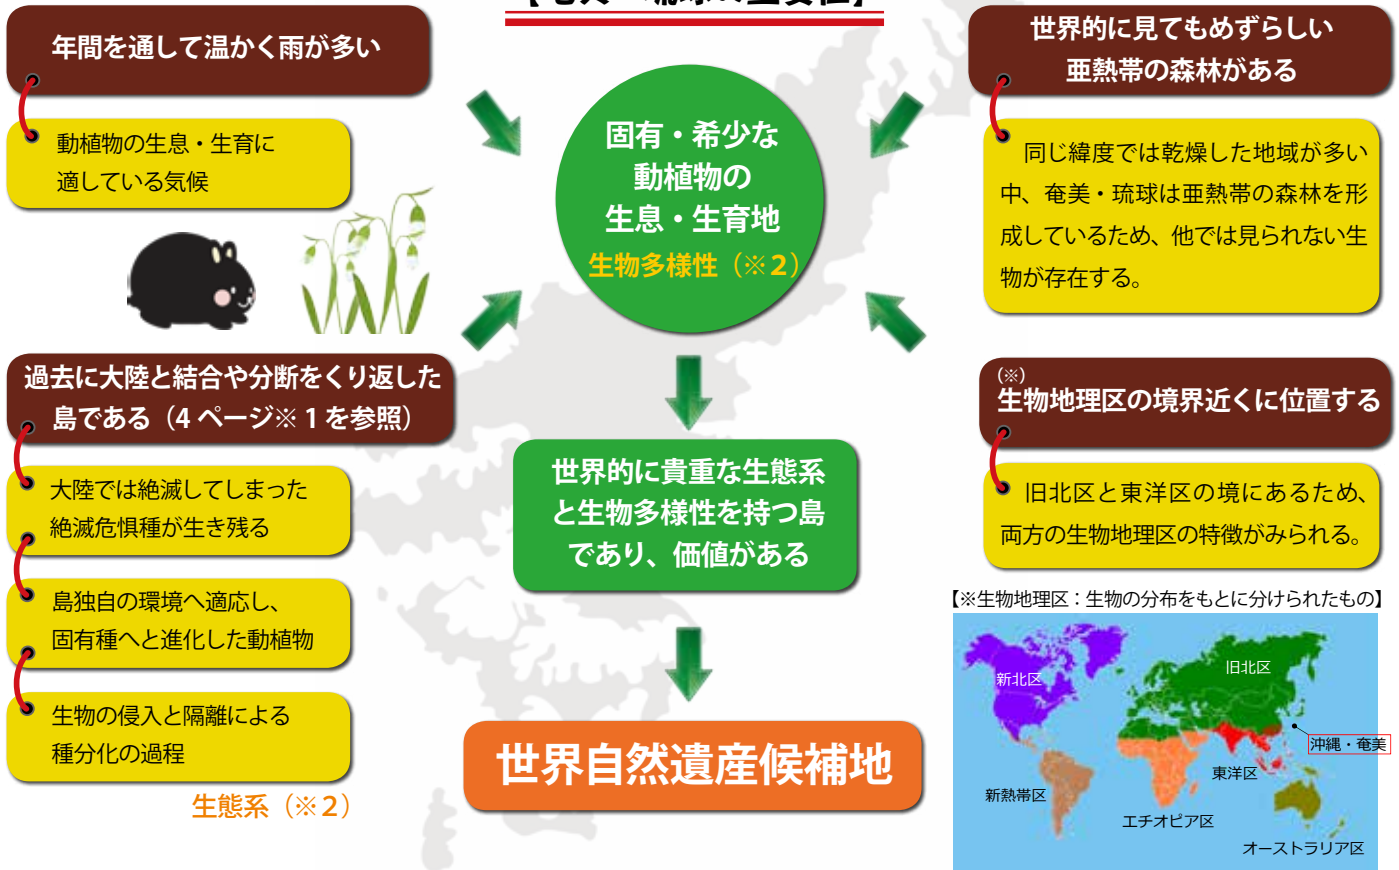 年間を通して温かく雨が多い
動植物の生息・生育に
適している気候
過去に大陸と結合や分断をくり返した
島である（4 ページ※ 1 を参照）
大陸では絶滅してしまった
絶滅危惧種が生き残る
島独自の環境へ適応し、
固有種へと進化した動植物
生物の侵入と隔離による
種分化の過程
生態系（※２）
固有・希少な
動植物の
生息・生育地
生物多様性（※２）
世界的に貴重な生態系
と生物多様性を持つ島
であり、価値がある
世界自然遺産候補地
世界的に見てもめずらしい
亜熱帯の森林がある
同じ緯度では乾燥した地域が多い
中、奄美・琉球は亜熱帯の森林を形
成しているため、他では見られない生
物が存在する。
（※）
生物地理区の境界近くに位置する
旧北区と東洋区の境にあるため、
両方の生物地理区の特徴がみられる。
【※生物地理区：生物の分布をもとに分けられたもの】
新北区
旧北区
沖縄・奄美
東洋区
新熱帯区
エチオピア区
オーストラリア区